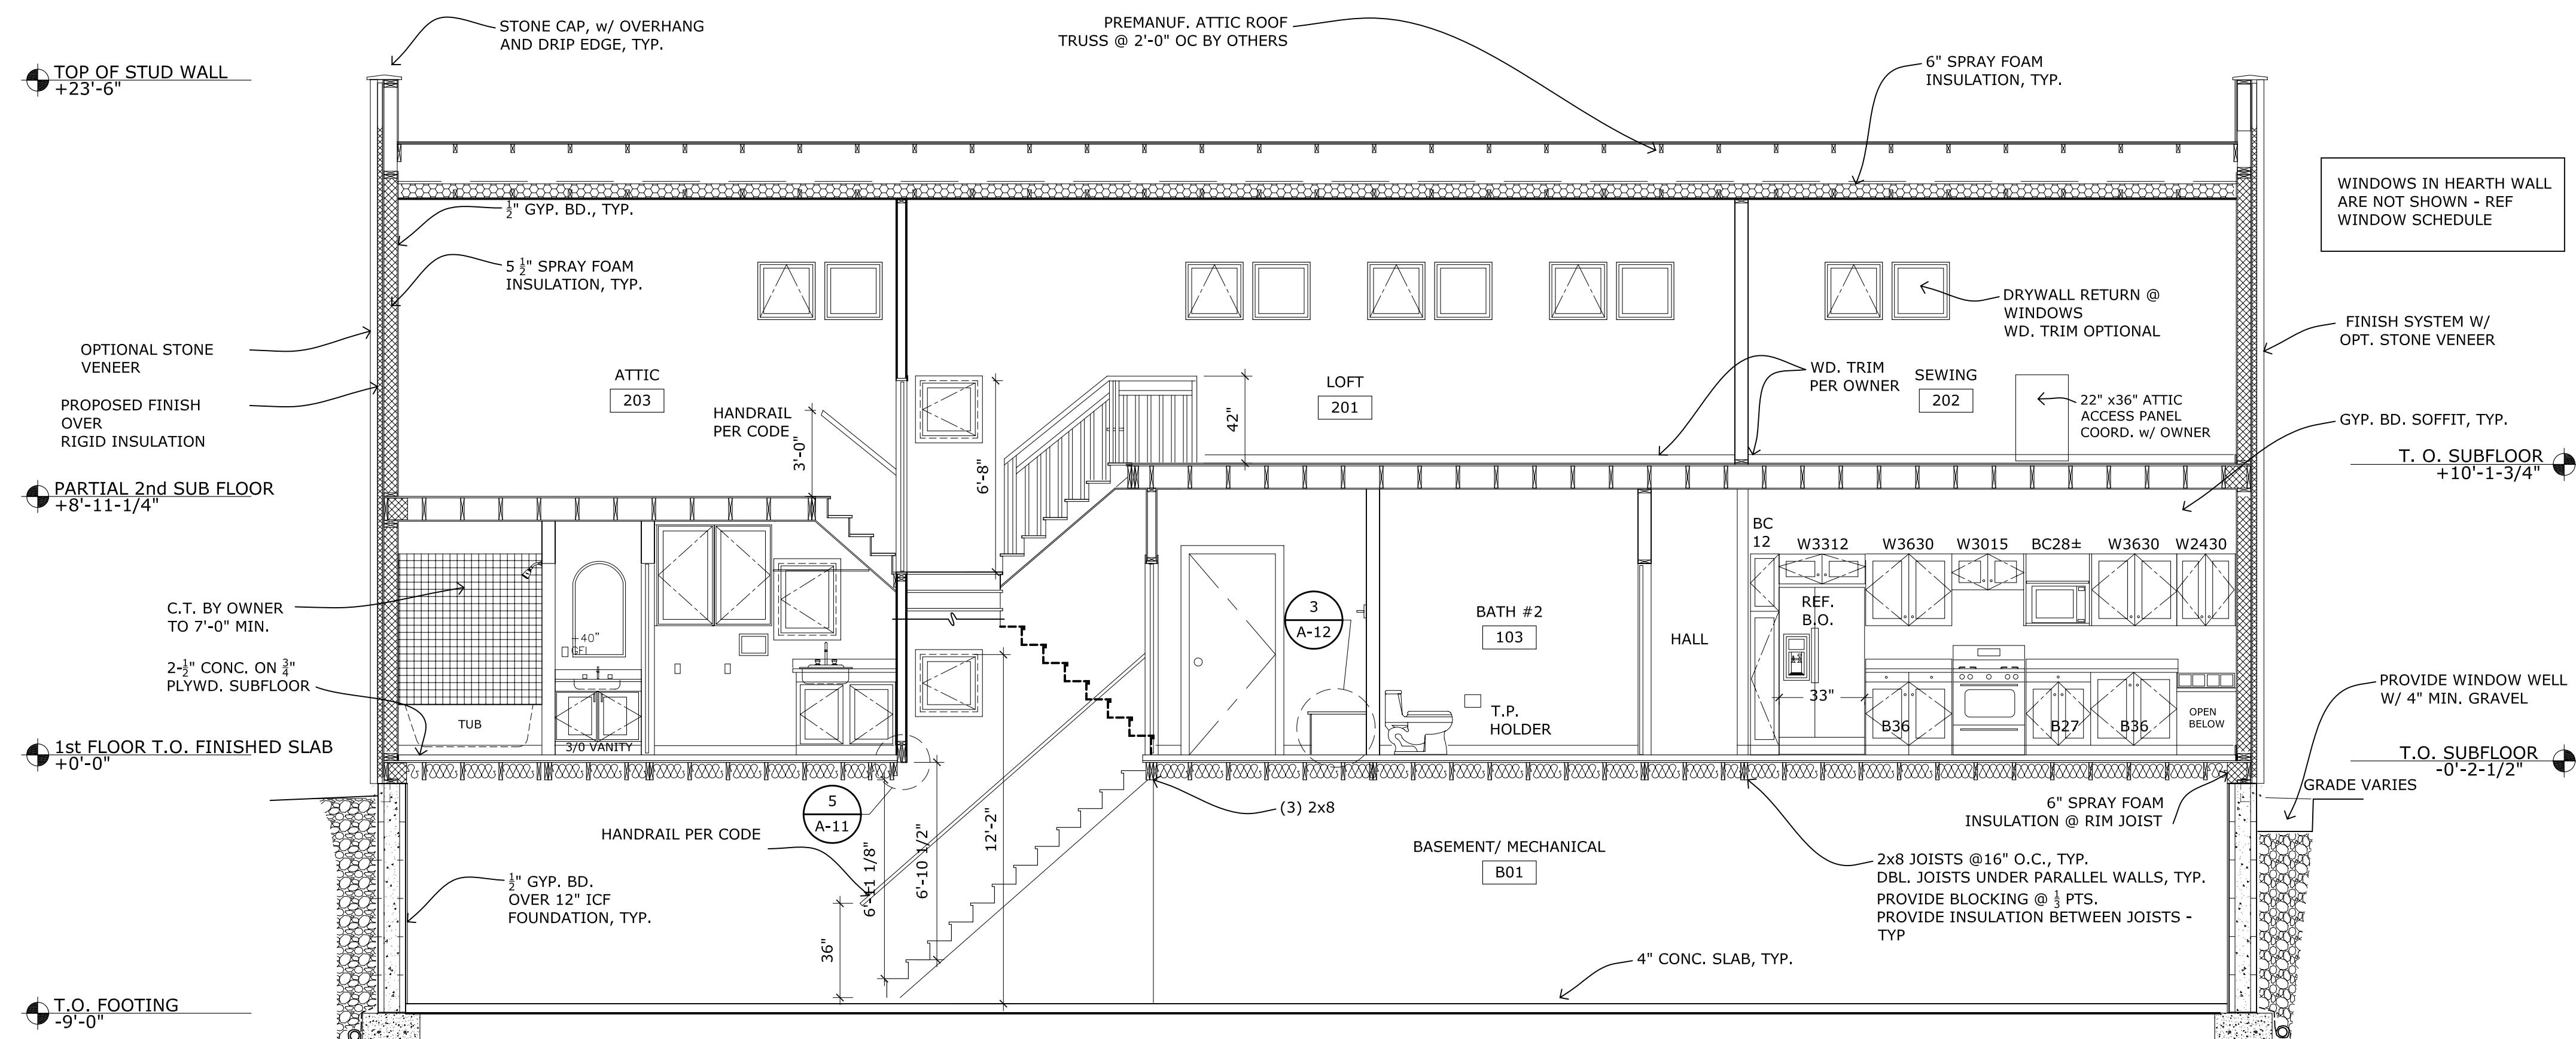 STONE CAP, w/ OVERHANG
AND DRIP EDGE, TYP.
PREMANUF. ATTIC ROOF
TRUSS @ 2'-0" OC BY OTHERS
6" SPRAY FOAM
INSULATION, TYP.
TOP OF STUD WALL
+23'-6"
WINDOWS IN HEARTH WALL
ARE NOT SHOWN - REF
WINDOW SCHEDULE
½" GYP. BD., TYP.
5 ½" SPRAY FOAM
INSULATION, TYP.
DRYWALL RETURN @
WINDOWS
WD. TRIM OPTIONAL
FINISH SYSTEM W/
OPT. STONE VENEER
OPTIONAL STONE
VENEER
PROPOSED FINISH
OVER
RIGID INSULATION
ATTIC
203
HANDRAIL
PER CODE
3'-0"
6'-8"
42"
LOFT
201
WD. TRIM
PER OWNER
SEWING
202
22" x36" ATTIC
ACCESS PANEL
COORD. w/ OWNER
GYP. BD. SOFFIT, TYP.
T. O. SUBFLOOR
+10'-1-3/4"
PARTIAL 2nd SUB FLOOR
+8'-11-1/4"
BC
12
W3312
W3630
W3015
BC28±
W3630
W2430
C.T. BY OWNER
TO 7'-0" MIN.
40"
GFI
REF.
B.O.
3
A-12
BATH #2
103
HALL
2-½" CONC. ON ¾"
PLYWD. SUBFLOOR
TUB
3/0 VANITY
T.P.
HOLDER
33"
B36
B27
B36
OPEN
BELOW
PROVIDE WINDOW WELL
W/ 4" MIN. GRAVEL
1st FLOOR T.O. FINISHED SLAB
+0'-0"
T.O. SUBFLOOR
-0'-2-1/2"
GRADE VARIES
5
A-11
HANDRAIL PER CODE
6'-11 1/8"
6'-10 1/2"
12'-2"
36"
(3) 2x8
6" SPRAY FOAM
INSULATION @ RIM JOIST
BASEMENT/ MECHANICAL
B01
2x8 JOISTS @16" O.C., TYP.
DBL. JOISTS UNDER PARALLEL WALLS, TYP.
PROVIDE BLOCKING @ ⅓ PTS.
PROVIDE INSULATION BETWEEN JOISTS -
TYP
½" GYP. BD.
OVER 12" ICF
FOUNDATION, TYP.
4" CONC. SLAB, TYP.
T.O. FOOTING
-9'-0"